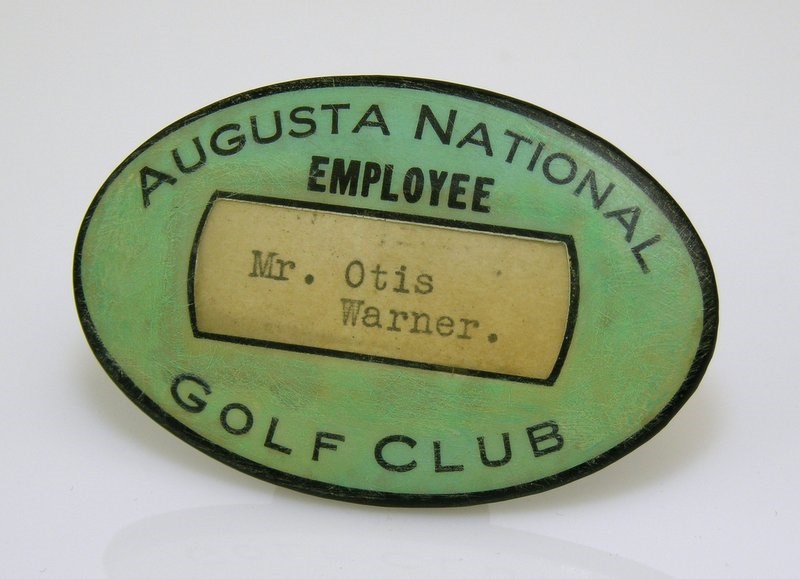 AUGUSTA NATIONAL
EMPLOYEE
Mr. Otis
Warner.
GOLF CLUB